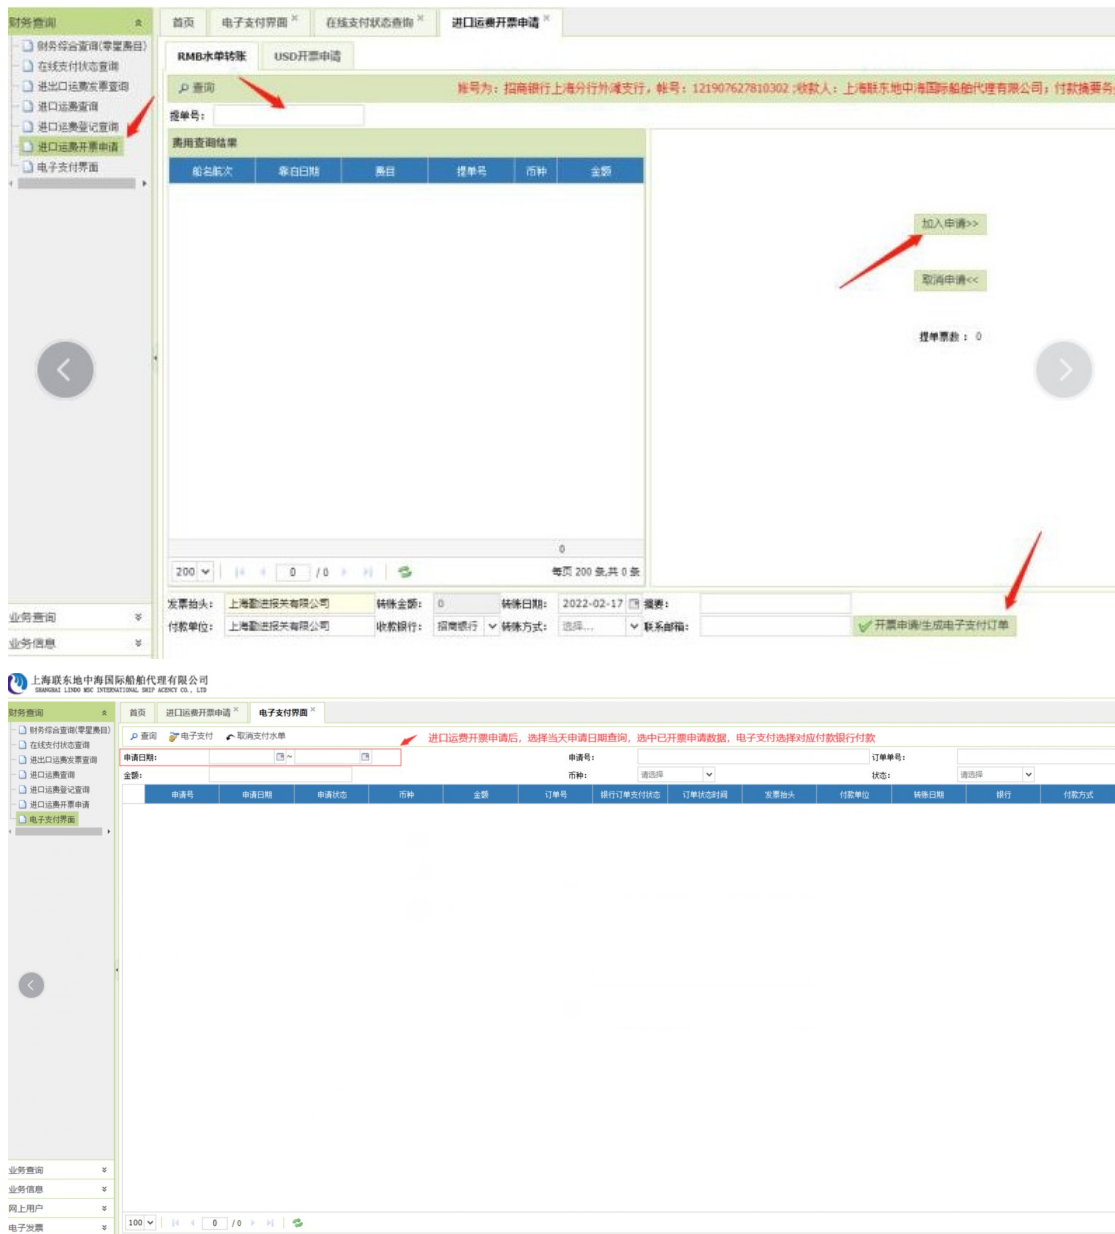 财务查询
首页 电子支付界面 × 在线支付状态查询 × 进口运费开票申请 ×
财务综合查询(零星费目)
在线支付状态查询
进出口运费发票查询
进口运费查询
进口运费登记查询
进口运费开票申请
电子支付界面
RMB水单转账 USD开票申请
查询 帐号为：招商银行上海分行外滩支行，帐号：121907627810302 ;收款人：上海联东地中海国际船舶代理有限公司；付款摘要务
提单号：
费用查询结果
船名航次 靠泊日期 费目 提单号 币种 金额
加入申请>>
取消申请<<
提单票数：0
0
200 0 / 0 每页 200 条,共 0 条
发票抬头： 上海勤进报关有限公司 转账金额： 0 转账日期： 2022-02-17 摘要：
付款单位： 上海勤进报关有限公司 收款银行： 招商银行 转账方式： 选择... 联系邮箱： 开票申请/生成电子支付订单
业务查询
业务信息
上海联东地中海国际船舶代理有限公司
SHANGHAI LINDO MSC INTERNATIONAL SHIP AGENCY CO., LTD
财务查询
首页 进口运费开票申请 × 电子支付界面 ×
财务综合查询(零星费目)
在线支付状态查询
进出口运费发票查询
进口运费查询
进口运费登记查询
进口运费开票申请
电子支付界面
查询 电子支付 取消支付水单 进口运费开票申请后，选择当天申请日期查询，选中已开票申请数据，电子支付选择对应付款银行付款
申请日期： ~ 申请号： 订单单号：
金额： 币种： 请选择 状态： 请选择
申请号 申请日期 申请状态 币种 金额 订单号 银行订单支付状态 订单状态时间 发票抬头 付款单位 转账日期 银行 付款方式
业务查询
业务信息
网上用户
电子发票
100 0 / 0